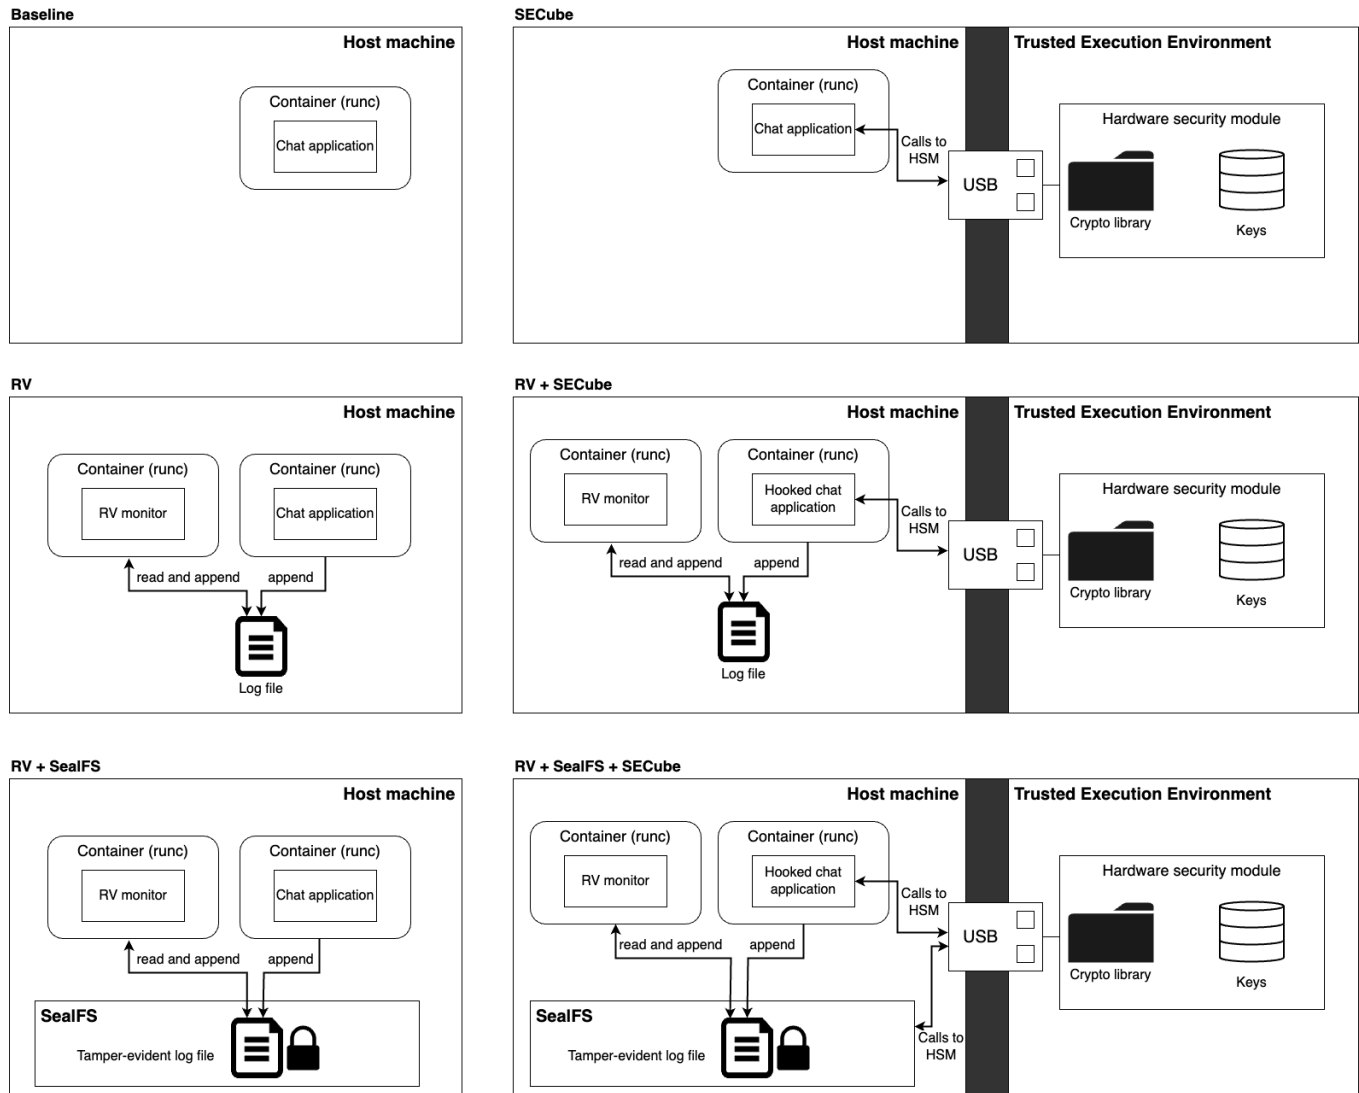 Baseline
Host machine
Container (runc)
Chat application
SECube
Host machine
Trusted Execution Environment
Container (runc)
Chat application
Calls to
HSM
USB
Hardware security module
Crypto library
Keys
RV
Host machine
Container (runc)
RV monitor
Container (runc)
Chat application
read and append
append
Log file
RV + SECube
Host machine
Trusted Execution Environment
Container (runc)
RV monitor
Container (runc)
Hooked chat
application
Calls to
HSM
read and append
append
Log file
USB
Hardware security module
Crypto library
Keys
RV + SealFS
Host machine
Container (runc)
RV monitor
Container (runc)
Chat application
read and append
append
SealFS
Tamper-evident log file
RV + SealFS + SECube
Host machine
Trusted Execution Environment
Container (runc)
RV monitor
Container (runc)
Hooked chat
application
Calls to
HSM
read and append
append
SealFS
Tamper-evident log file
Calls to
HSM
USB
Hardware security module
Crypto library
Keys